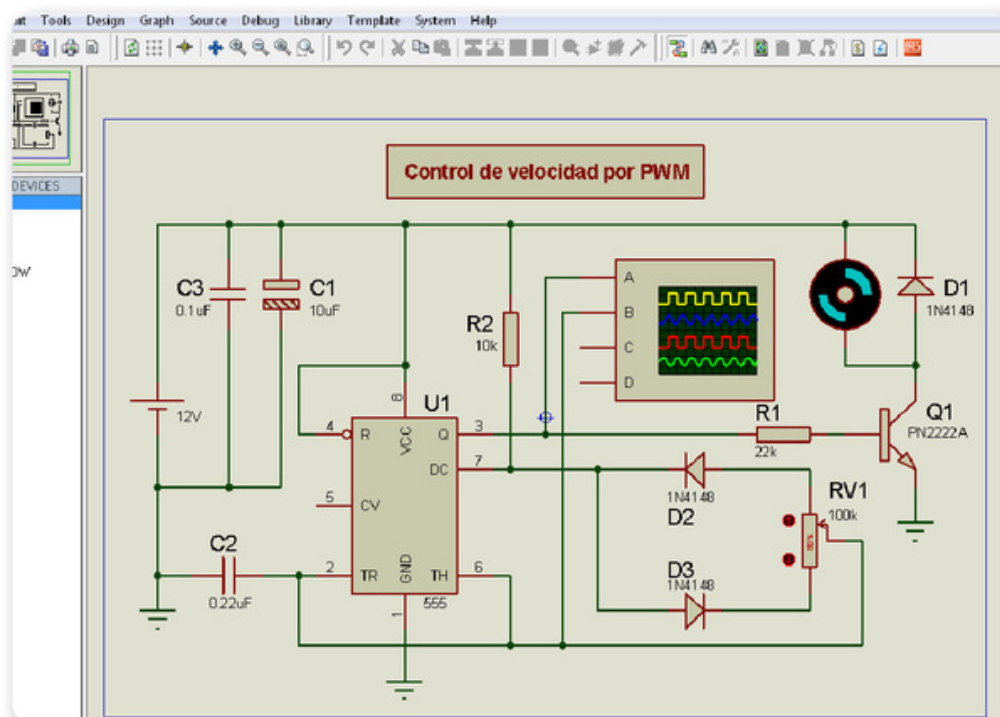 Tools Design Graph Source Debug Library Template System Help
DEVICES
Control de velocidad por PWM
C3
0.1uF
C1
10uF
R2
10k
A
B
C
D
D1
1N4148
12V
U1
8
4 R VCC Q 3
DC 7
5 CV
2 TR GND TH 6
1
555
R1
22k
Q1
PN2222A
1N4148
D2
RV1
100k
C2
0.22uF
D3
1N4148